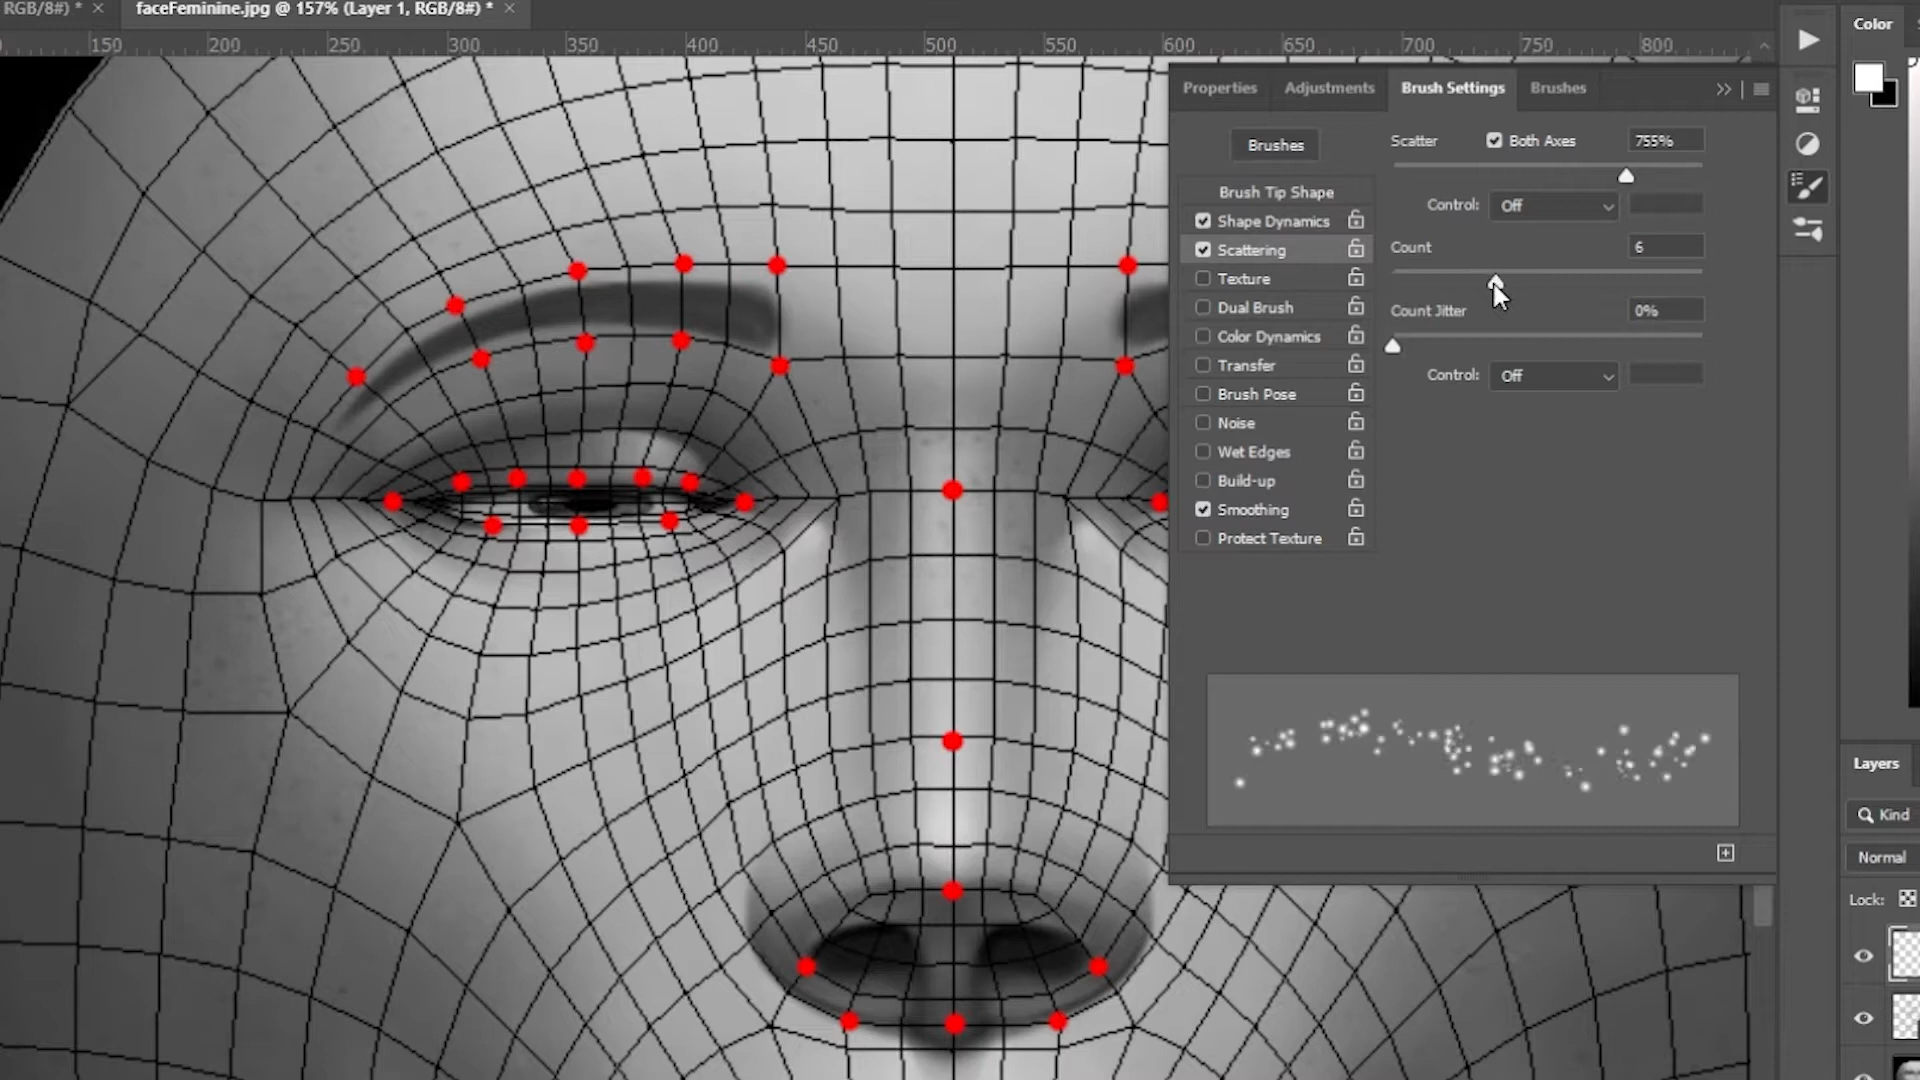 RGB/8#) * ×
faceFeminine.jpg @ 157% (Layer 1, RGB/8#) * ×
150 200 250 300 350 400 450 500 550 600 650 700 750 800
Color
Properties Adjustments Brush Settings Brushes
Brushes
Scatter Both Axes 755%
Brush Tip Shape
Control: Off
Shape Dynamics
Scattering
Count 6
Texture
Dual Brush
Count Jitter 0%
Color Dynamics
Transfer
Control: Off
Brush Pose
Noise
Wet Edges
Build-up
Smoothing
Protect Texture
Layers
Kind
Normal
Lock: